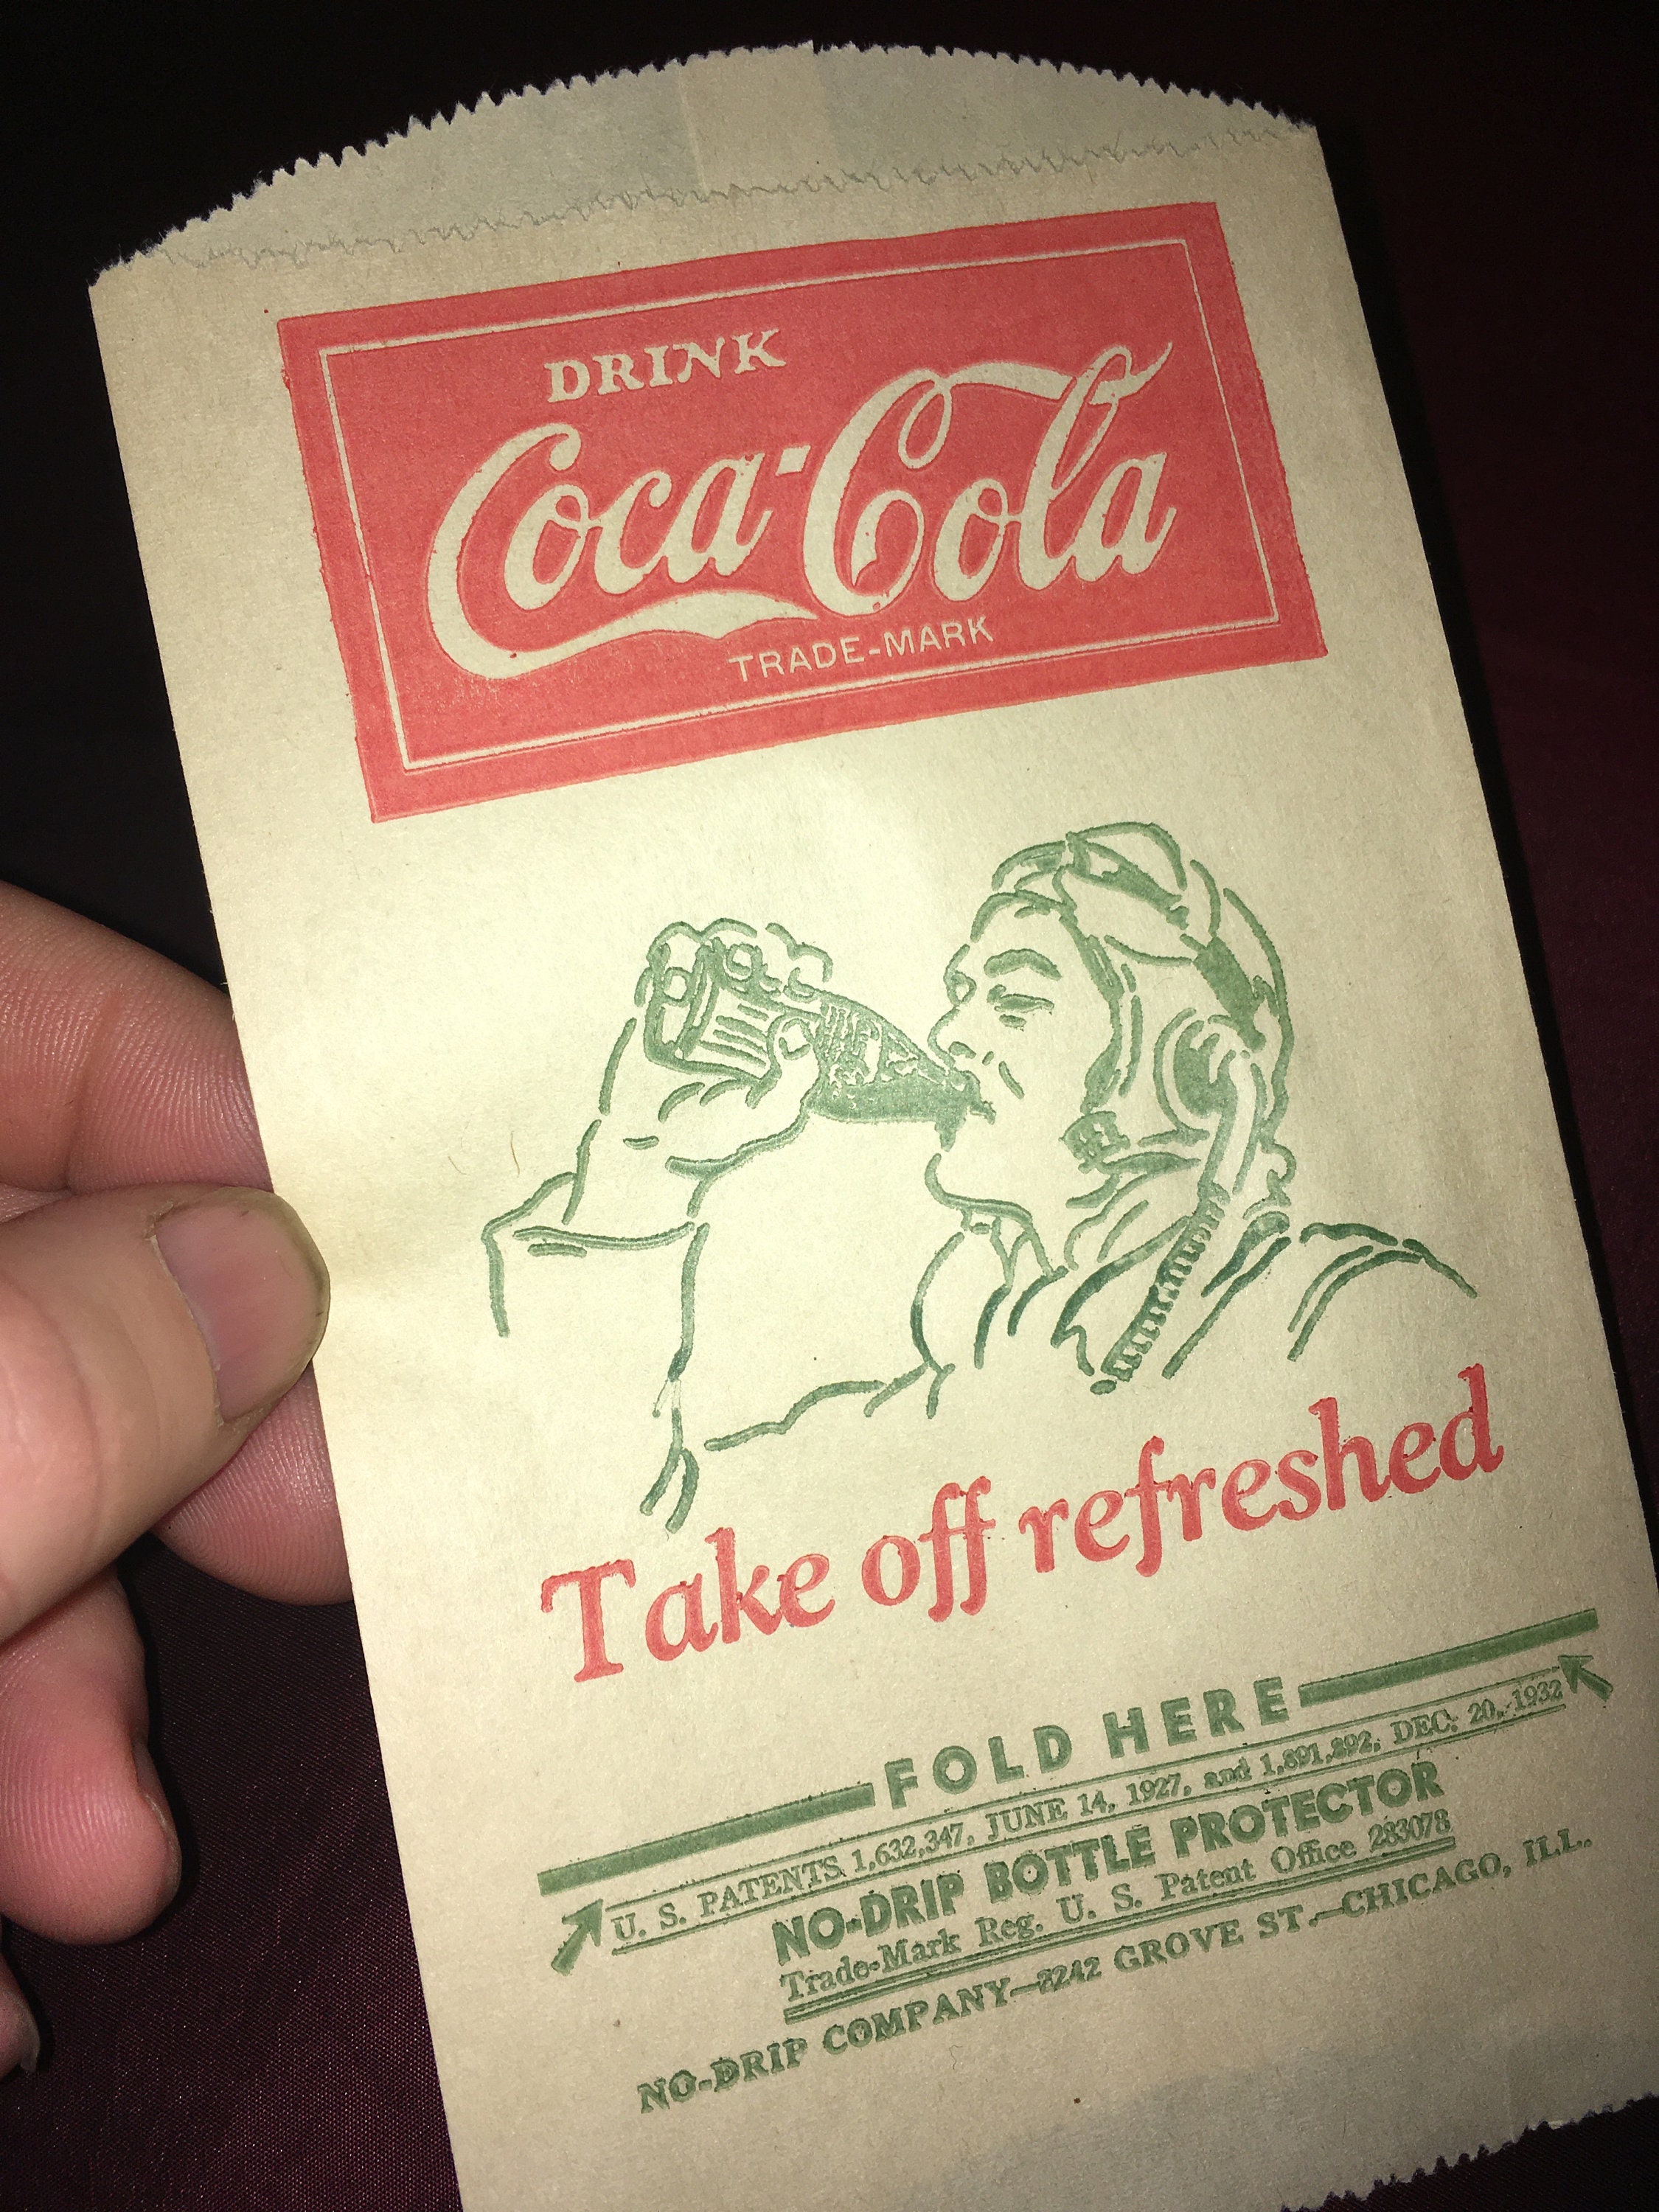 DRINK
Coca-Cola
TRADE-MARK
Take off refreshed
FOLD HERE
U. S. PATENTS 1,632,347, JUNE 14, 1927, and 1,891,892, DEC. 20, 1932
NO-DRIP BOTTLE PROTECTOR
Trade-Mark Reg. U. S. Patent Office 283078
NO-DRIP COMPANY—2242 GROVE ST.—CHICAGO, ILL.